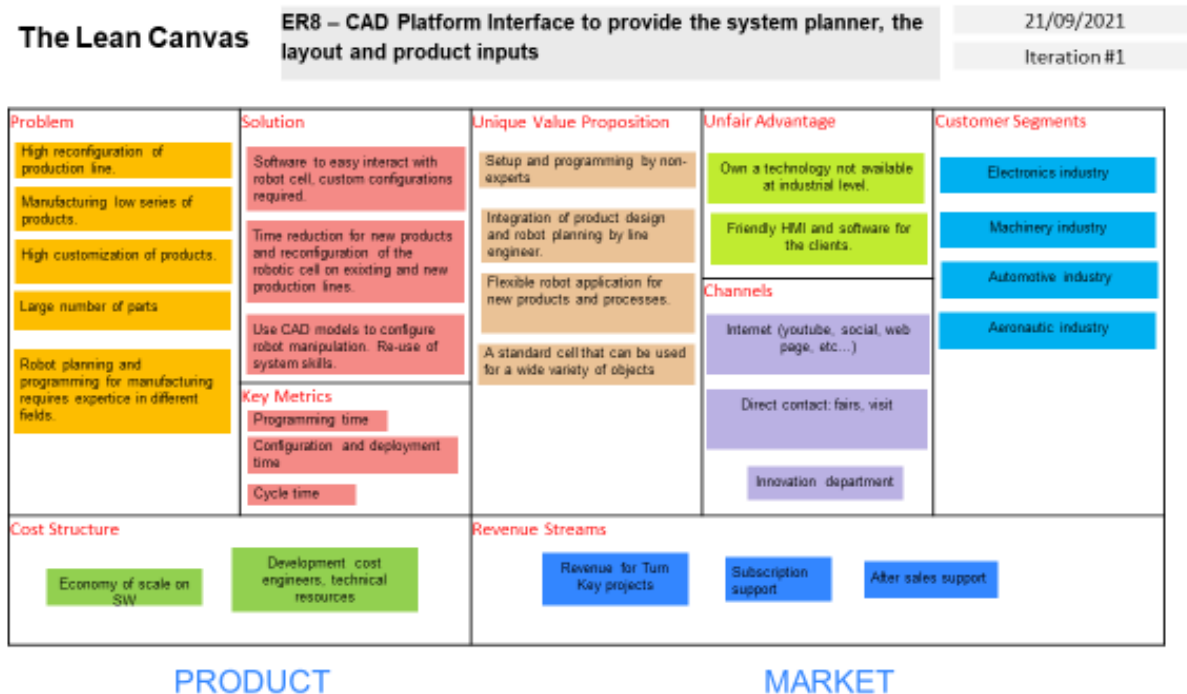 The Lean Canvas
ER8 – CAD Platform Interface to provide the system planner, the
layout and product inputs
21/09/2021
Iteration #1
Problem
High reconfiguration of
production line.
Manufacturing low series of
products.
High customization of products.
Large number of parts
Robot planning and
programming for manufacturing
requires expertice in different
fields.
Solution
Software to easy interact with
robot cell, custom configurations
required.
Time reduction for new products
and reconfiguration of the
robotic cell on exixting and new
production lines.
Use CAD models to configure
robot manipulation. Re-use of
system skills.
Key Metrics
Programming time
Configuration and deployment
time
Cycle time
Unique Value Proposition
Setup and programming by non-
experts
Integration of product design
and robot planning by line
engineer.
Flexible robot application for
new products and processes.
A standard cell that can be used
for a wide variety of objects
Unfair Advantage
Own a technology not available
at industrial level.
Friendly HMI and software for
the clients.
Channels
Internet (youtube, social, web
page, etc...)
Direct contact: fairs, visit
Innovation department
Customer Segments
Electronics industry
Machinery industry
Automotive industry
Aeronautic industry
Cost Structure
Economy of scale on
SW
Development cost
engineers, technical
resources
Revenue Streams
Revenue for Turn
Key projects
Subscription
support
After sales support
PRODUCT
MARKET